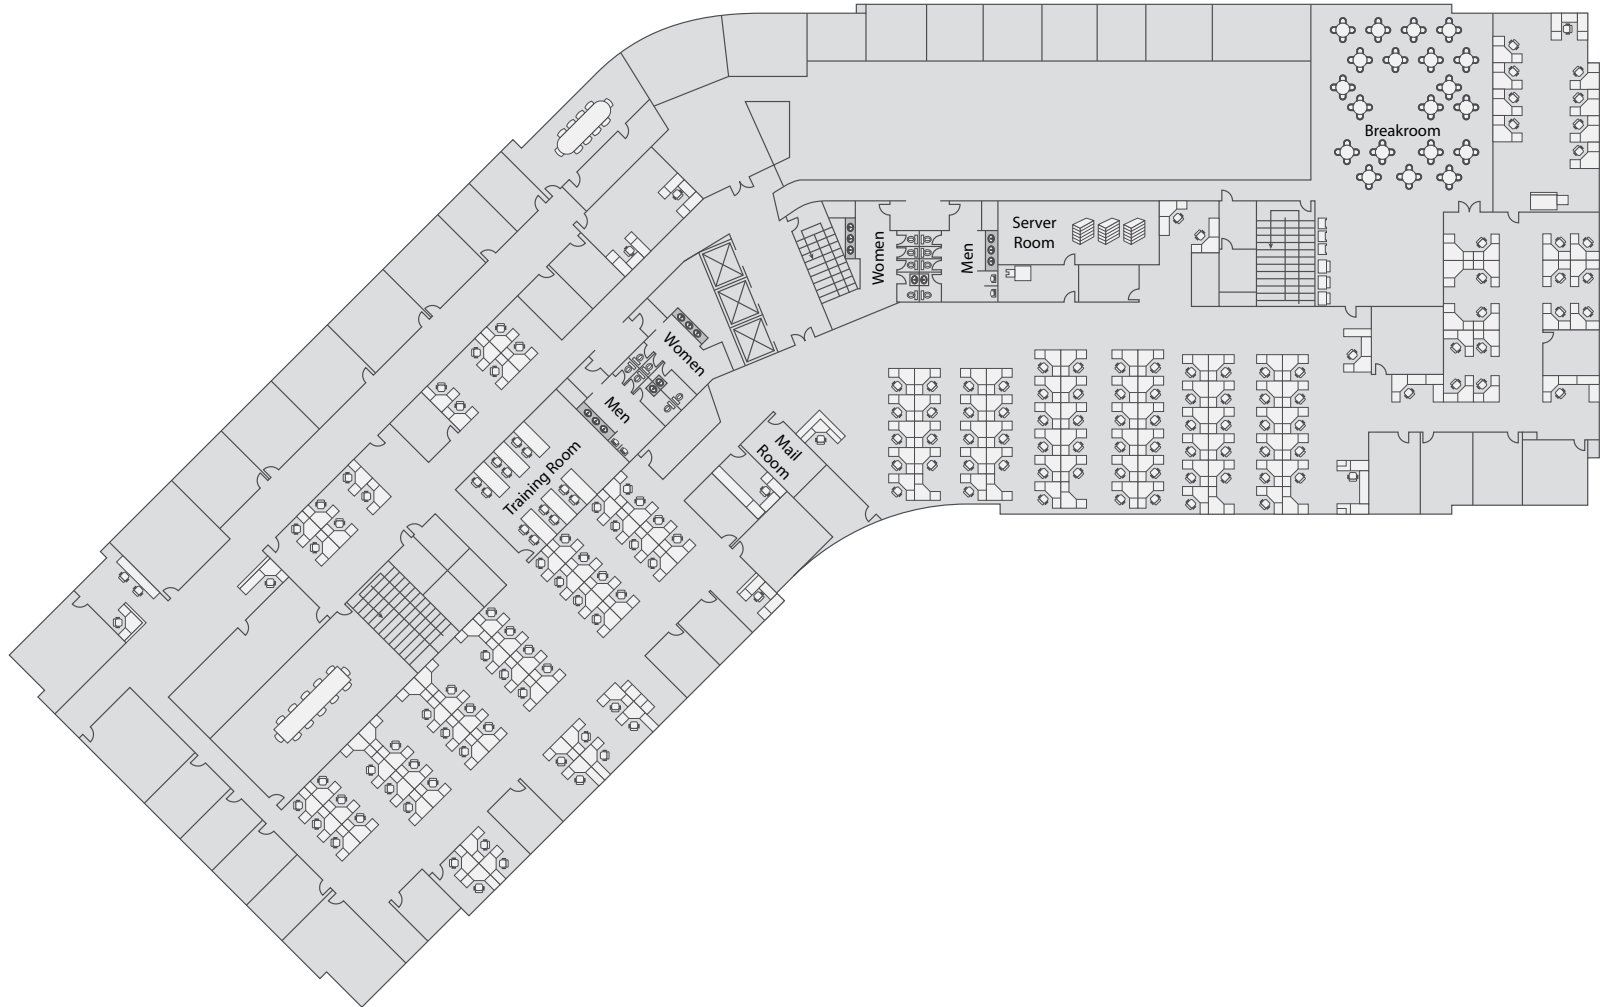 Breakroom
Server
Room
Women
Men
Women
Men
Mail
Room
Training Room